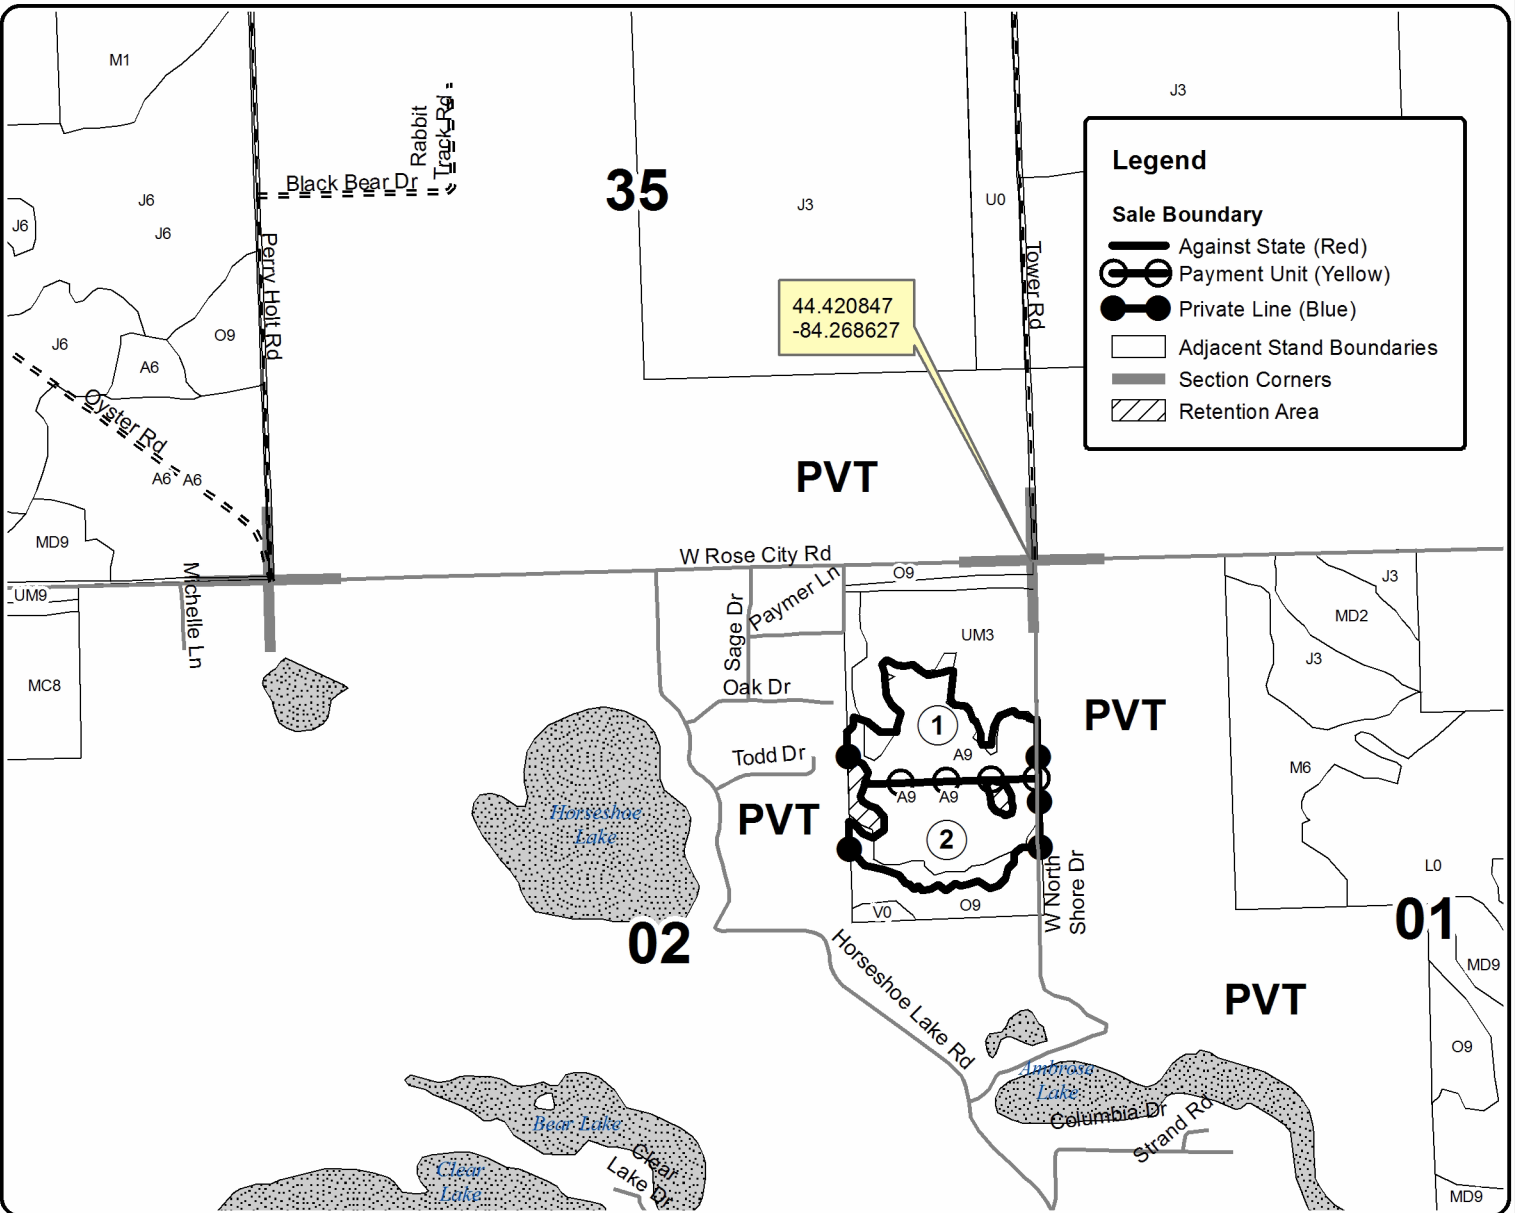 M1
J3
Rabbit
Track Rd
Black Bear Dr
35
J6
J6
J6
J3
U0
Perry Holt Rd
Tower Rd
Legend
Sale Boundary
Against State (Red)
Payment Unit (Yellow)
Private Line (Blue)
Adjacent Stand Boundaries
Section Corners
Retention Area
44.420847
-84.268627
J6
A6
O9
Oyster Rd
A6
A6
PVT
MD9
W Rose City Rd
O9
UM9
Michelle Ln
Sage Dr
Paymer Ln
UM3
J3
MD2
J3
MC8
Oak Dr
PVT
1
Todd Dr
A9
M6
A9
A9
PVT
Horseshoe
Lake
2
W North
Shore Dr
L0
V0
O9
02
01
Horseshoe Lake Rd
MD9
PVT
O9
Ambrose
Lake
Columbia Dr
Strand Rd
Bear Lake
Clear
Lake Dr
Clear
Lake
MD9